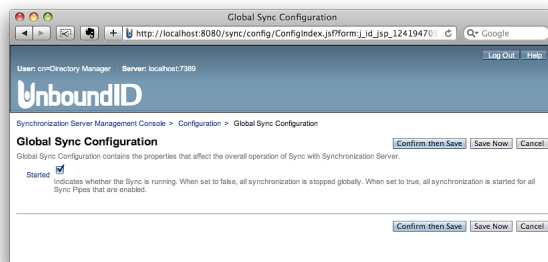 Global Sync Configuration
http://localhost:8080/sync/config/ConfigIndex.jsf?form:j_id_jsp_124194703
Google
Log Out Help
User: cn=Directory Manager Server: localhost:7389
UnboundID
Synchronization Server Management Console > Configuration > Global Sync Configuration
Global Sync Configuration
Confirm then Save Save Now Cancel
Global Sync Configuration contains the properties that affect the overall operation of Sync with Synchronization Server.
Started
Indicates whether the Sync is running. When set to false, all synchronization is stopped globally. When set to true, all synchronization is started for all
Sync Pipes that are enabled.
Confirm then Save Save Now Cancel